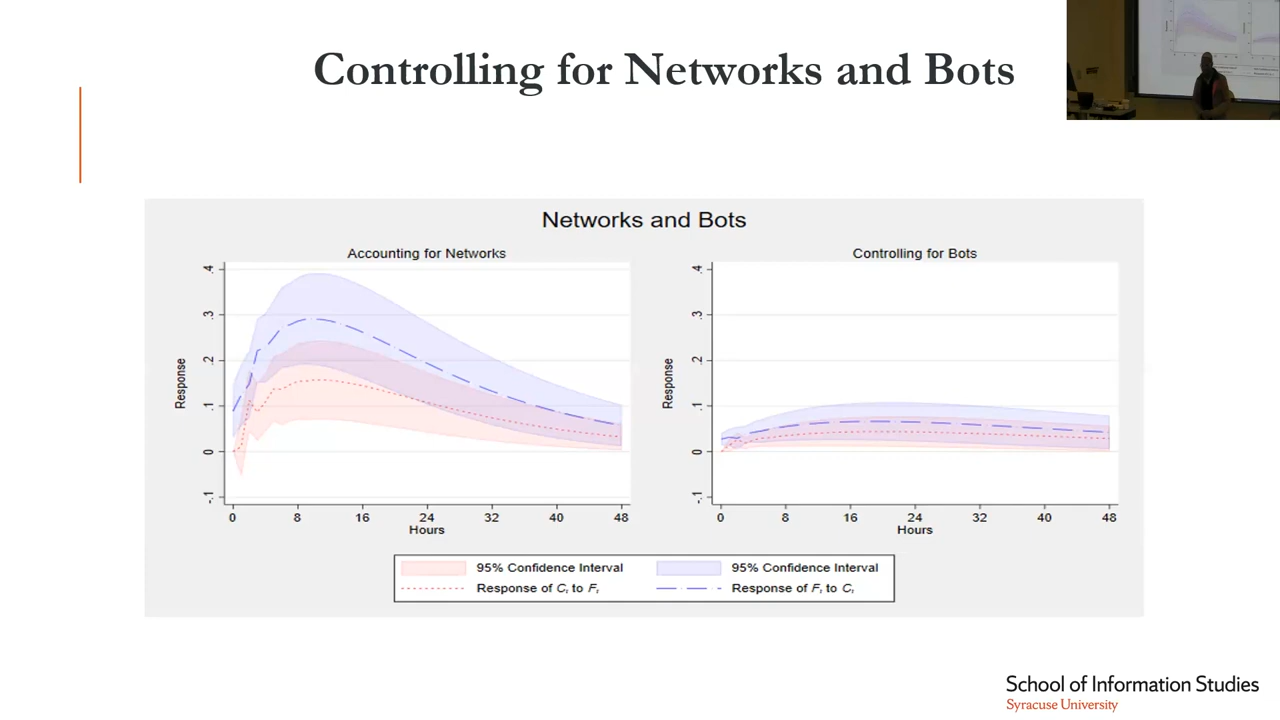 Controlling for Networks and Bots
Networks and Bots
Accounting for Networks
Controlling for Bots
Response
.4
.3
.2
.1
0
-.1
0 8 16 24 32 40 48
Hours
Response
.4
.3
.2
.1
0
-.1
0 8 16 24 32 40 48
Hours
95% Confidence Interval
95% Confidence Interval
Response of Cₜ to Fₜ
Response of Fₜ to Cₜ
School of Information Studies
Syracuse University